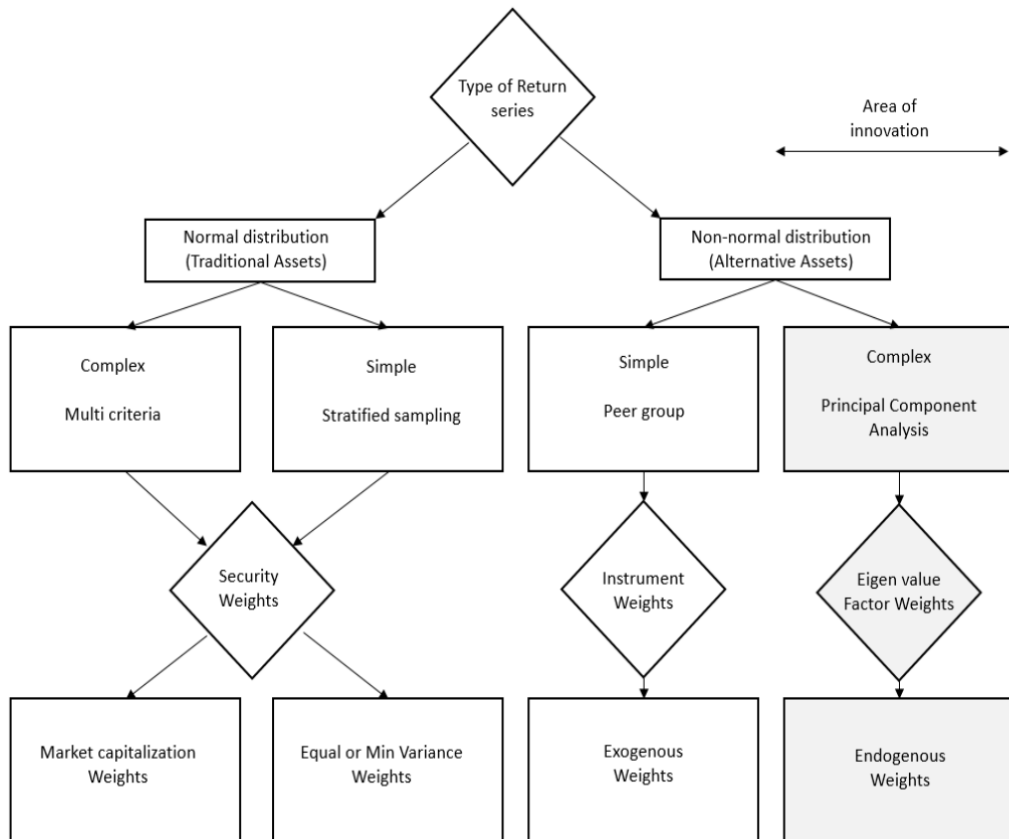 Type of Return
series
Area of
innovation
Normal distribution
(Traditional Assets)
Non-normal distribution
(Alternative Assets)
Complex
Multi criteria
Simple
Stratified sampling
Simple
Peer group
Complex
Principal Component
Analysis
Security
Weights
Instrument
Weights
Eigen value
Factor Weights
Market capitalization
Weights
Equal or Min Variance
Weights
Exogenous
Weights
Endogenous
Weights